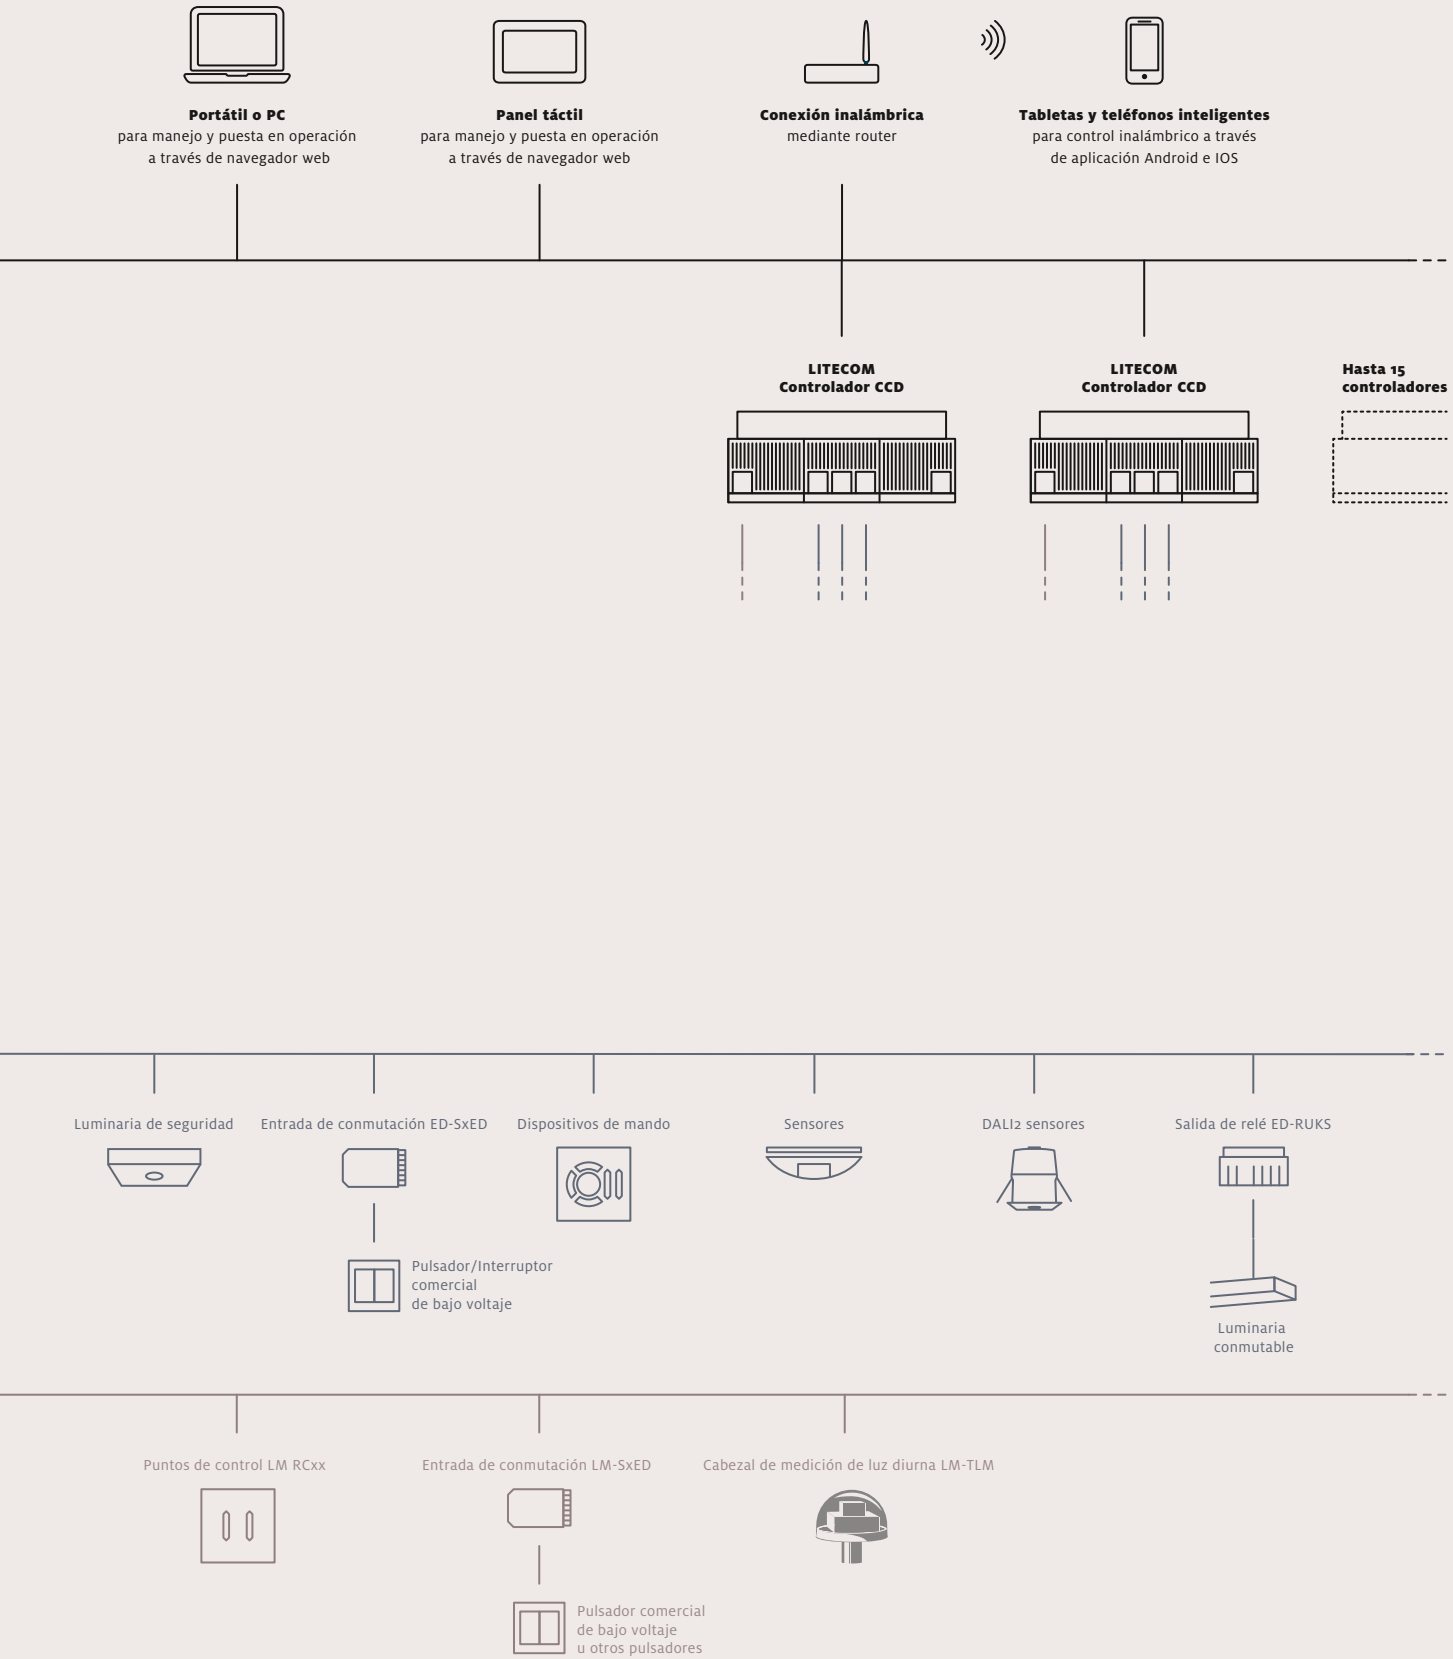 Portátil o PC
para manejo y puesta en operación
a través de navegador web
Panel táctil
para manejo y puesta en operación
a través de navegador web
Conexión inalámbrica
mediante router
Tabletas y teléfonos inteligentes
para control inalámbrico a través
de aplicación Android e IOS
LITECOM
Controlador CCD
LITECOM
Controlador CCD
Hasta 15
controladores
Luminaria de seguridad
Entrada de conmutación ED-SxED
Pulsador/Interruptor
comercial
de bajo voltaje
Dispositivos de mando
Sensores
DALI2 sensores
Salida de relé ED-RUKS
Luminaria
conmutable
Puntos de control LM RCxx
Entrada de conmutación LM-SxED
Pulsador comercial
de bajo voltaje
u otros pulsadores
Cabezal de medición de luz diurna LM-TLM